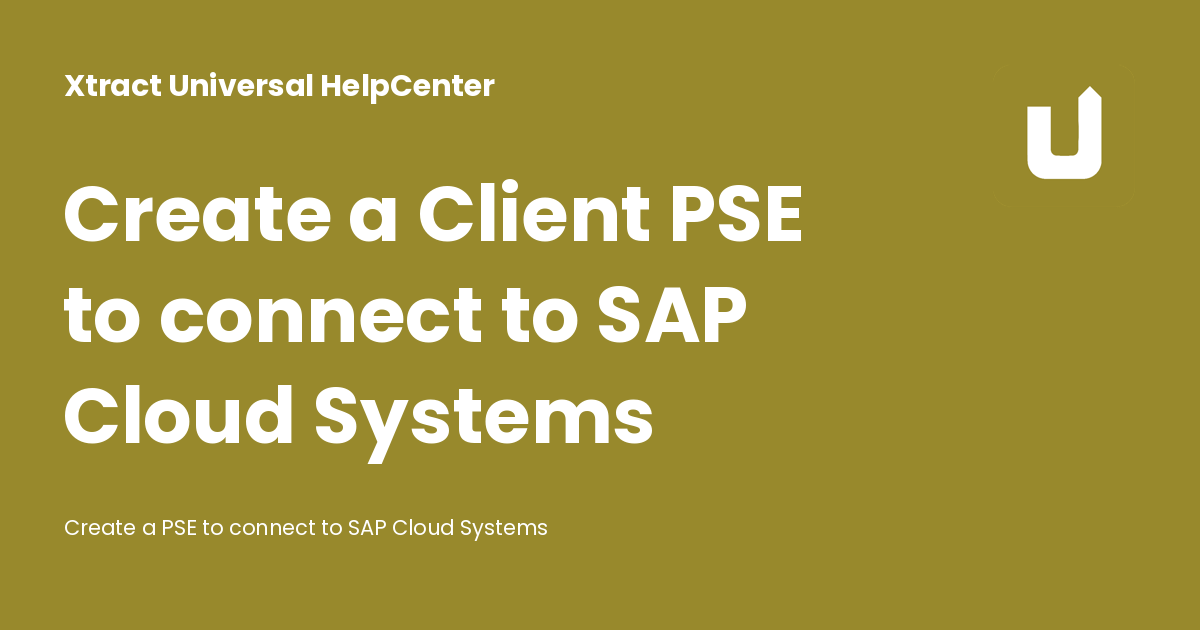 Xtract Universal HelpCenter
Create a Client PSE
to connect to SAP
Cloud Systems
Create a PSE to connect to SAP Cloud Systems